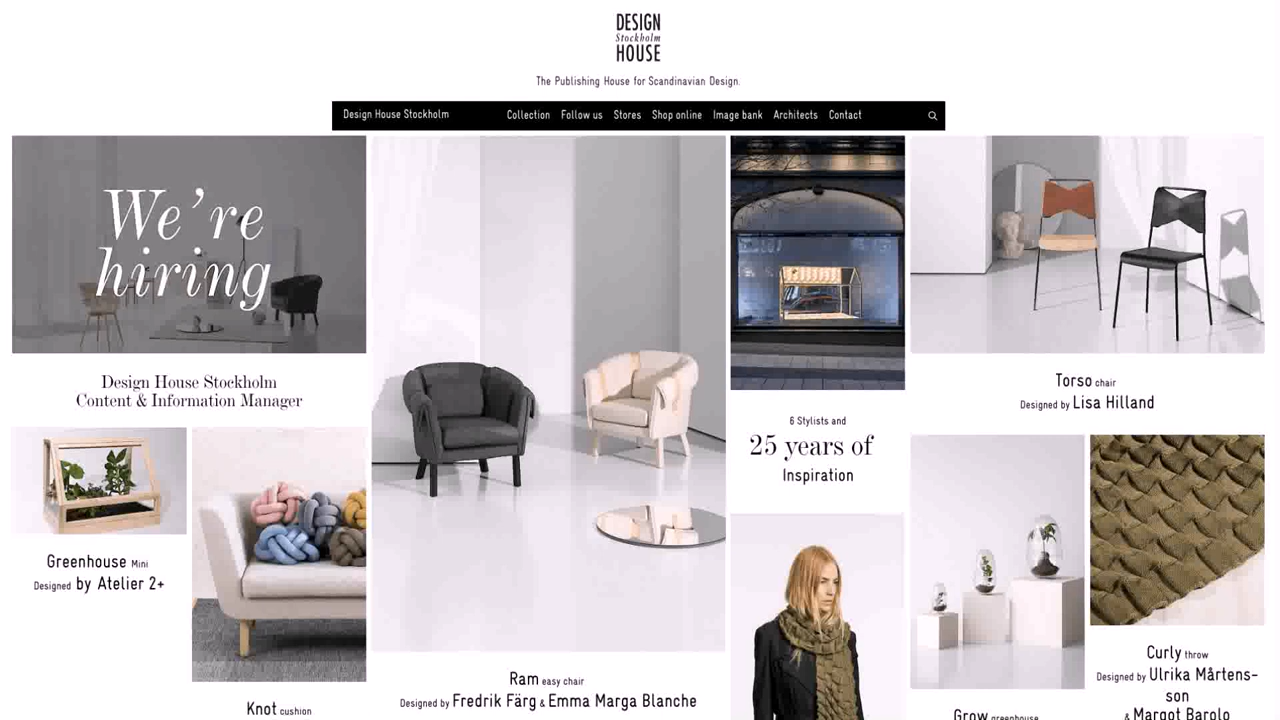 DESIGN
Stockholm
HOUSE
The Publishing House for Scandinavian Design.
Design House Stockholm
Collection
Follow us
Stores
Shop online
Image bank
Architects
Contact
We're
hiring
Design House Stockholm
Content & Information Manager
Greenhouse Mini
Designed by Atelier 2+
Knot cushion
Ram easy chair
Designed by Fredrik Färg & Emma Marga Blanche
6 Stylists and
25 years of
Inspiration
Torso chair
Designed by Lisa Hilland
Grow greenhouse
Curly throw
Designed by Ulrika Mårtens-
son
& Margot Barolo